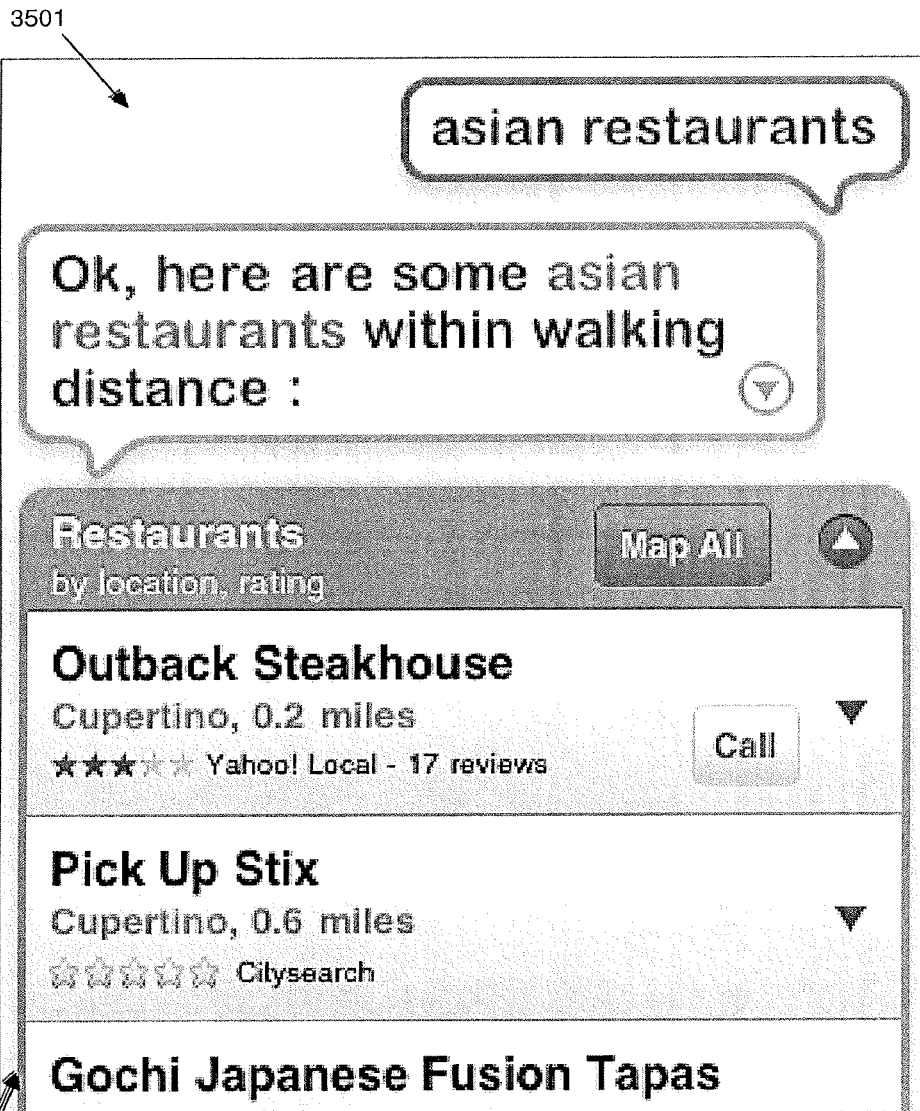 3501
asian restaurants
Ok, here are some asian
restaurants within walking
distance :
Restaurants
by location, rating
Map All
Outback Steakhouse
Cupertino, 0.2 miles
Yahoo! Local - 17 reviews
Call
Pick Up Stix
Cupertino, 0.6 miles
Citysearch
Gochi Japanese Fusion Tapas